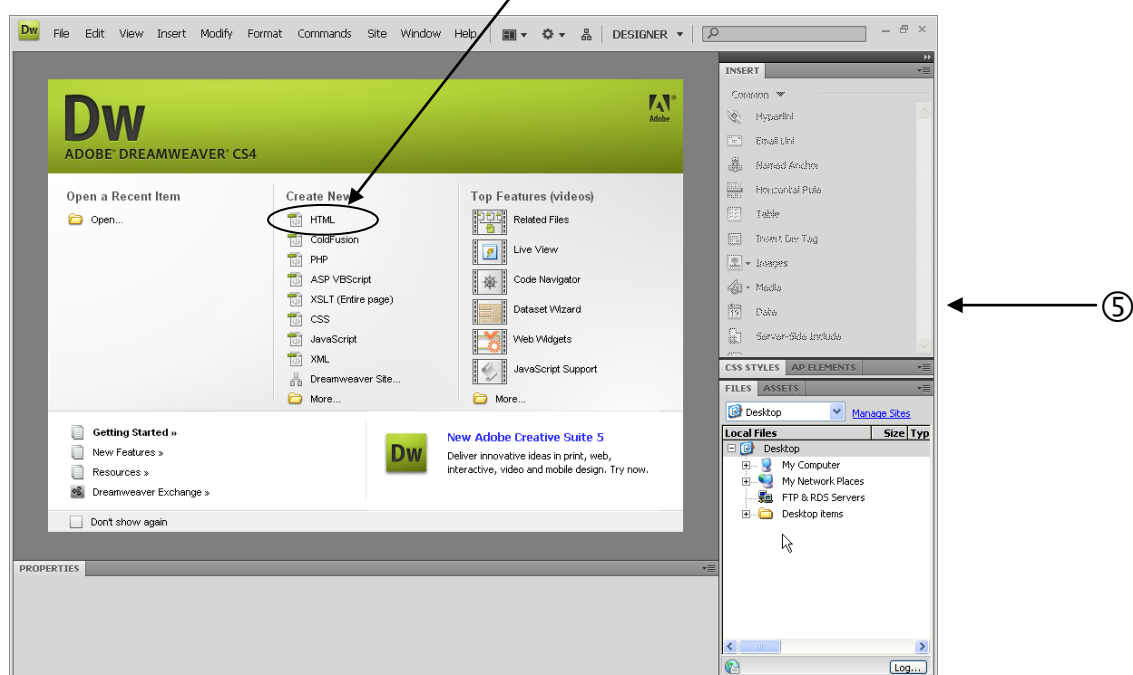 Dw File Edit View Insert Modify Format Commands Site Window Help DESIGNER
INSERT
Common
Hyperlink
Email Link
Named Anchor
Horizontal Rule
Table
Insert Div Tag
Images
Media
Date
Server-Side Include
Dw
ADOBE® DREAMWEAVER® CS4
Adobe
Open a Recent Item
Open...
Create New
HTML
ColdFusion
PHP
ASP VBScript
XSLT (Entire page)
CSS
JavaScript
XML
Dreamweaver Site...
More...
Top Features (videos)
Related Files
Live View
Code Navigator
Dataset Wizard
Web Widgets
JavaScript Support
More...
Getting Started »
New Features »
Resources »
Dreamweaver Exchange »
Dw
New Adobe Creative Suite 5
Deliver innovative ideas in print, web,
interactive, video and mobile design. Try now.
Don't show again
PROPERTIES
⑤
CSS STYLES AP ELEMENTS
FILES ASSETS
Desktop Manage Sites
Local Files Size Typ
Desktop
My Computer
My Network Places
FTP & RDS Servers
Desktop items
Log...